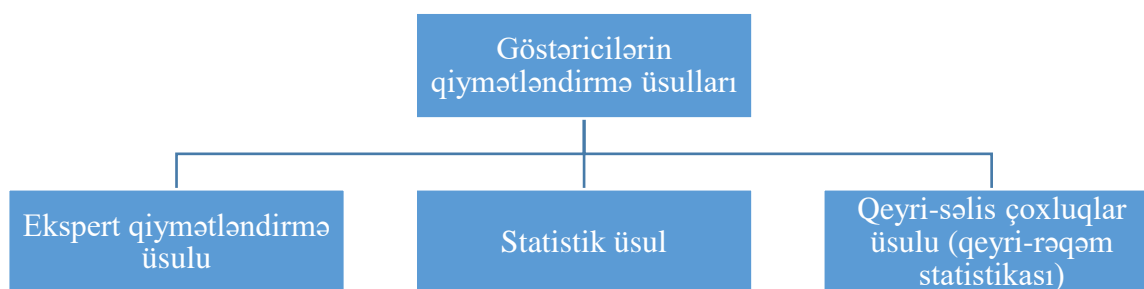 Göstəricilərin
qiymətləndirmə üsulları
Ekspert qiymətləndirmə
üsulu
Statistik üsul
Qeyri-səlis çoxluqlar
üsulu (qeyri-rəqəm
statistikası)